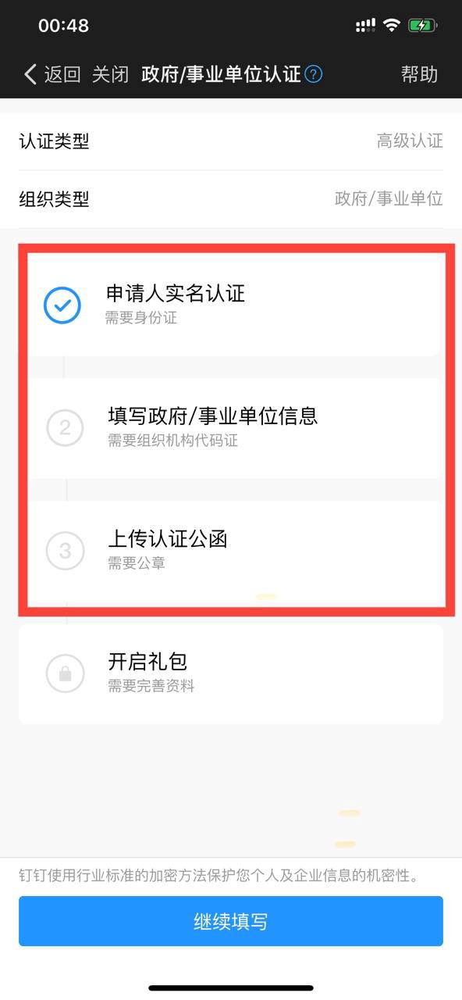 00:48
返回 关闭 政府/事业单位认证? 帮助
认证类型 高级认证
组织类型 政府/事业单位
申请人实名认证
需要身份证
2 填写政府/事业单位信息
需要组织机构代码证
3 上传认证公函
需要公章
开启礼包
需要完善资料
钉钉使用行业标准的加密方法保护您个人及企业信息的机密性。
继续填写